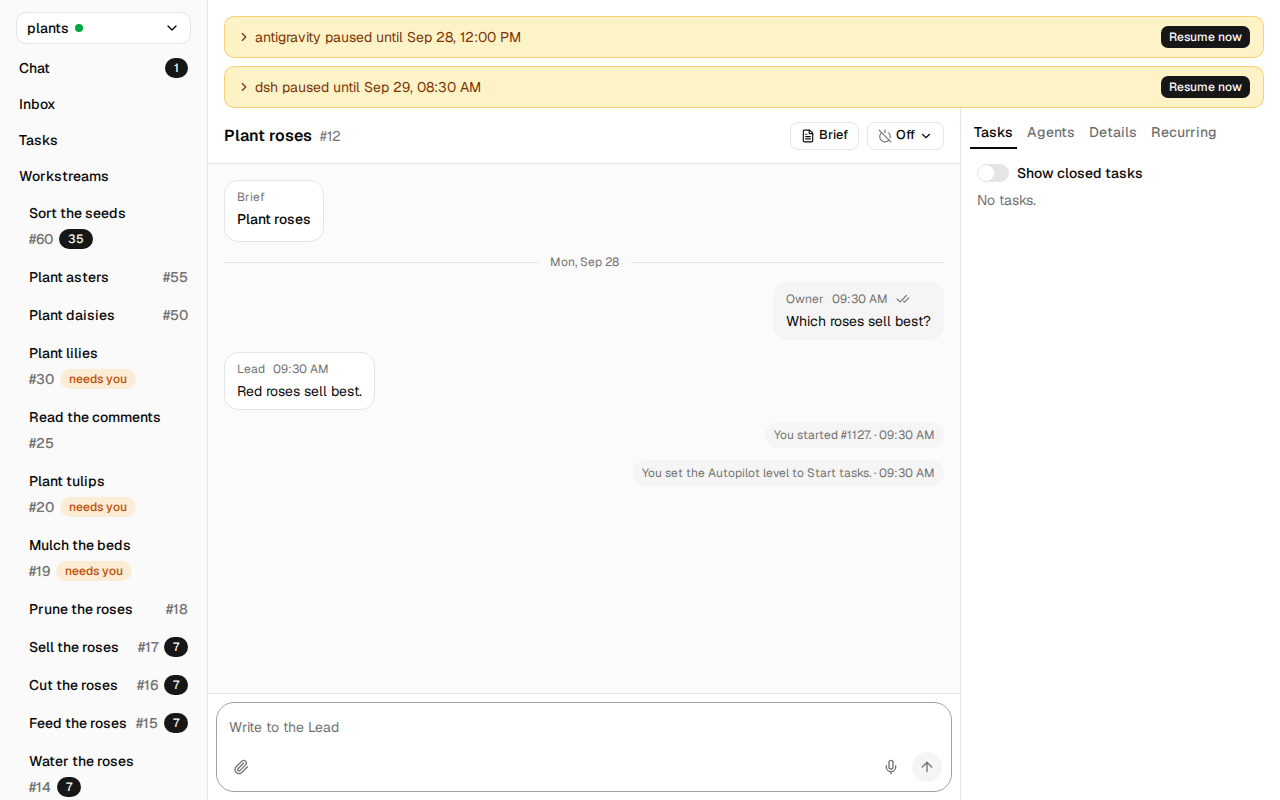 plants
Chat 1
Inbox
Tasks
Workstreams
Sort the seeds
#60 35
Plant asters #55
Plant daisies #50
Plant lilies
#30 needs you
Read the comments
#25
Plant tulips
#20 needs you
Mulch the beds
#19 needs you
Prune the roses #18
Sell the roses #17 7
Cut the roses #16 7
Feed the roses #15 7
Water the roses
#14 7
antigravity paused until Sep 28, 12:00 PM Resume now
dsh paused until Sep 29, 08:30 AM Resume now
Plant roses #12 Brief Off
Brief
Plant roses
Mon, Sep 28
Owner 09:30 AM
Which roses sell best?
Lead 09:30 AM
Red roses sell best.
You started #1127. · 09:30 AM
You set the Autopilot level to Start tasks. · 09:30 AM
Write to the Lead
Tasks Agents Details Recurring
Show closed tasks
No tasks.